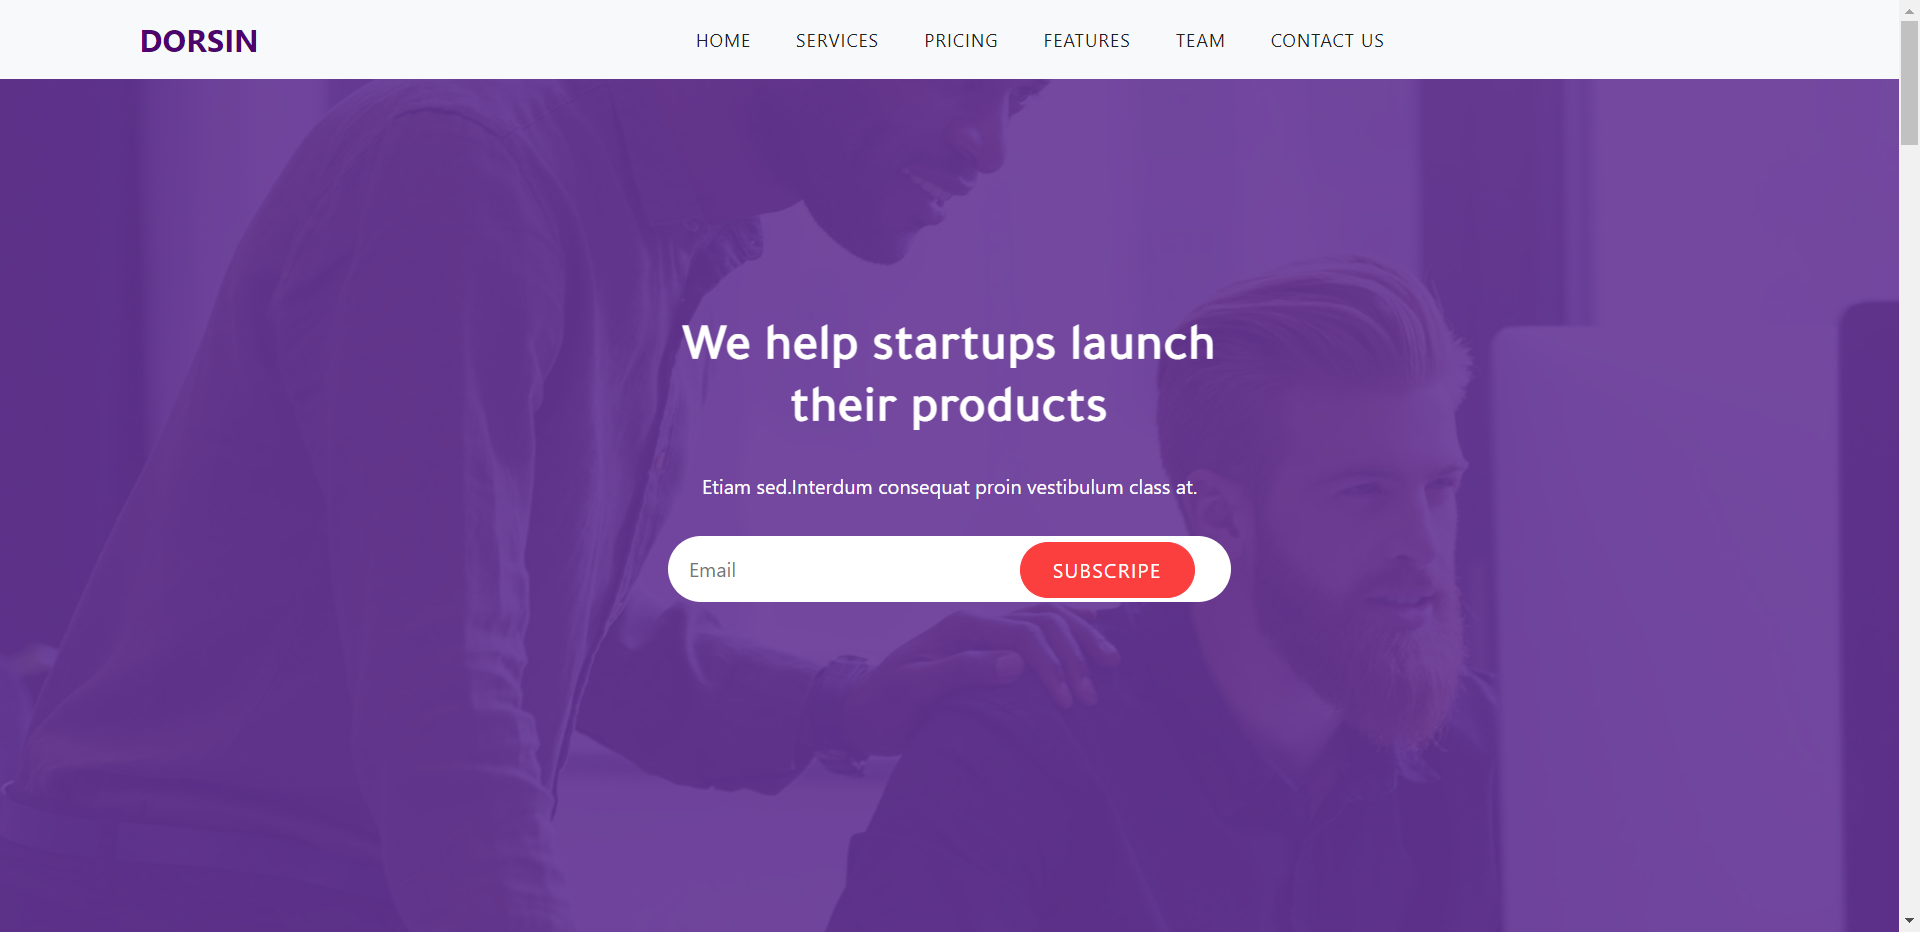 DORSIN
HOME SERVICES PRICING FEATURES TEAM CONTACT US
We help startups launch
their products
Etiam sed.Interdum consequat proin vestibulum class at.
Email
SUBSCRIPE